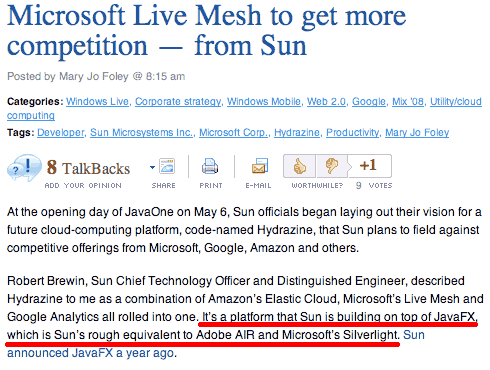 Microsoft Live Mesh to get more
competition — from Sun
Posted by Mary Jo Foley @ 8:15 am
Categories: Windows Live, Corporate strategy, Windows Mobile, Web 2.0, Google, Mix '08, Utility/cloud
computing
Tags: Developer, Sun Microsystems Inc., Microsoft Corp., Hydrazine, Productivity, Mary Jo Foley
8 TalkBacks
ADD YOUR OPINION
SHARE
PRINT
E-MAIL
WORTHWHILE?
+1
9 VOTES
At the opening day of JavaOne on May 6, Sun officials began laying out their vision for a
future cloud-computing platform, code-named Hydrazine, that Sun plans to field against
competitive offerings from Microsoft, Google, Amazon and others.
Robert Brewin, Sun Chief Technology Officer and Distinguished Engineer, described
Hydrazine to me as a combination of Amazon's Elastic Cloud, Microsoft's Live Mesh and
Google Analytics all rolled into one. It's a platform that Sun is building on top of JavaFX,
which is Sun's rough equivalent to Adobe AIR and Microsoft's Silverlight. Sun
announced JavaFX a year ago.